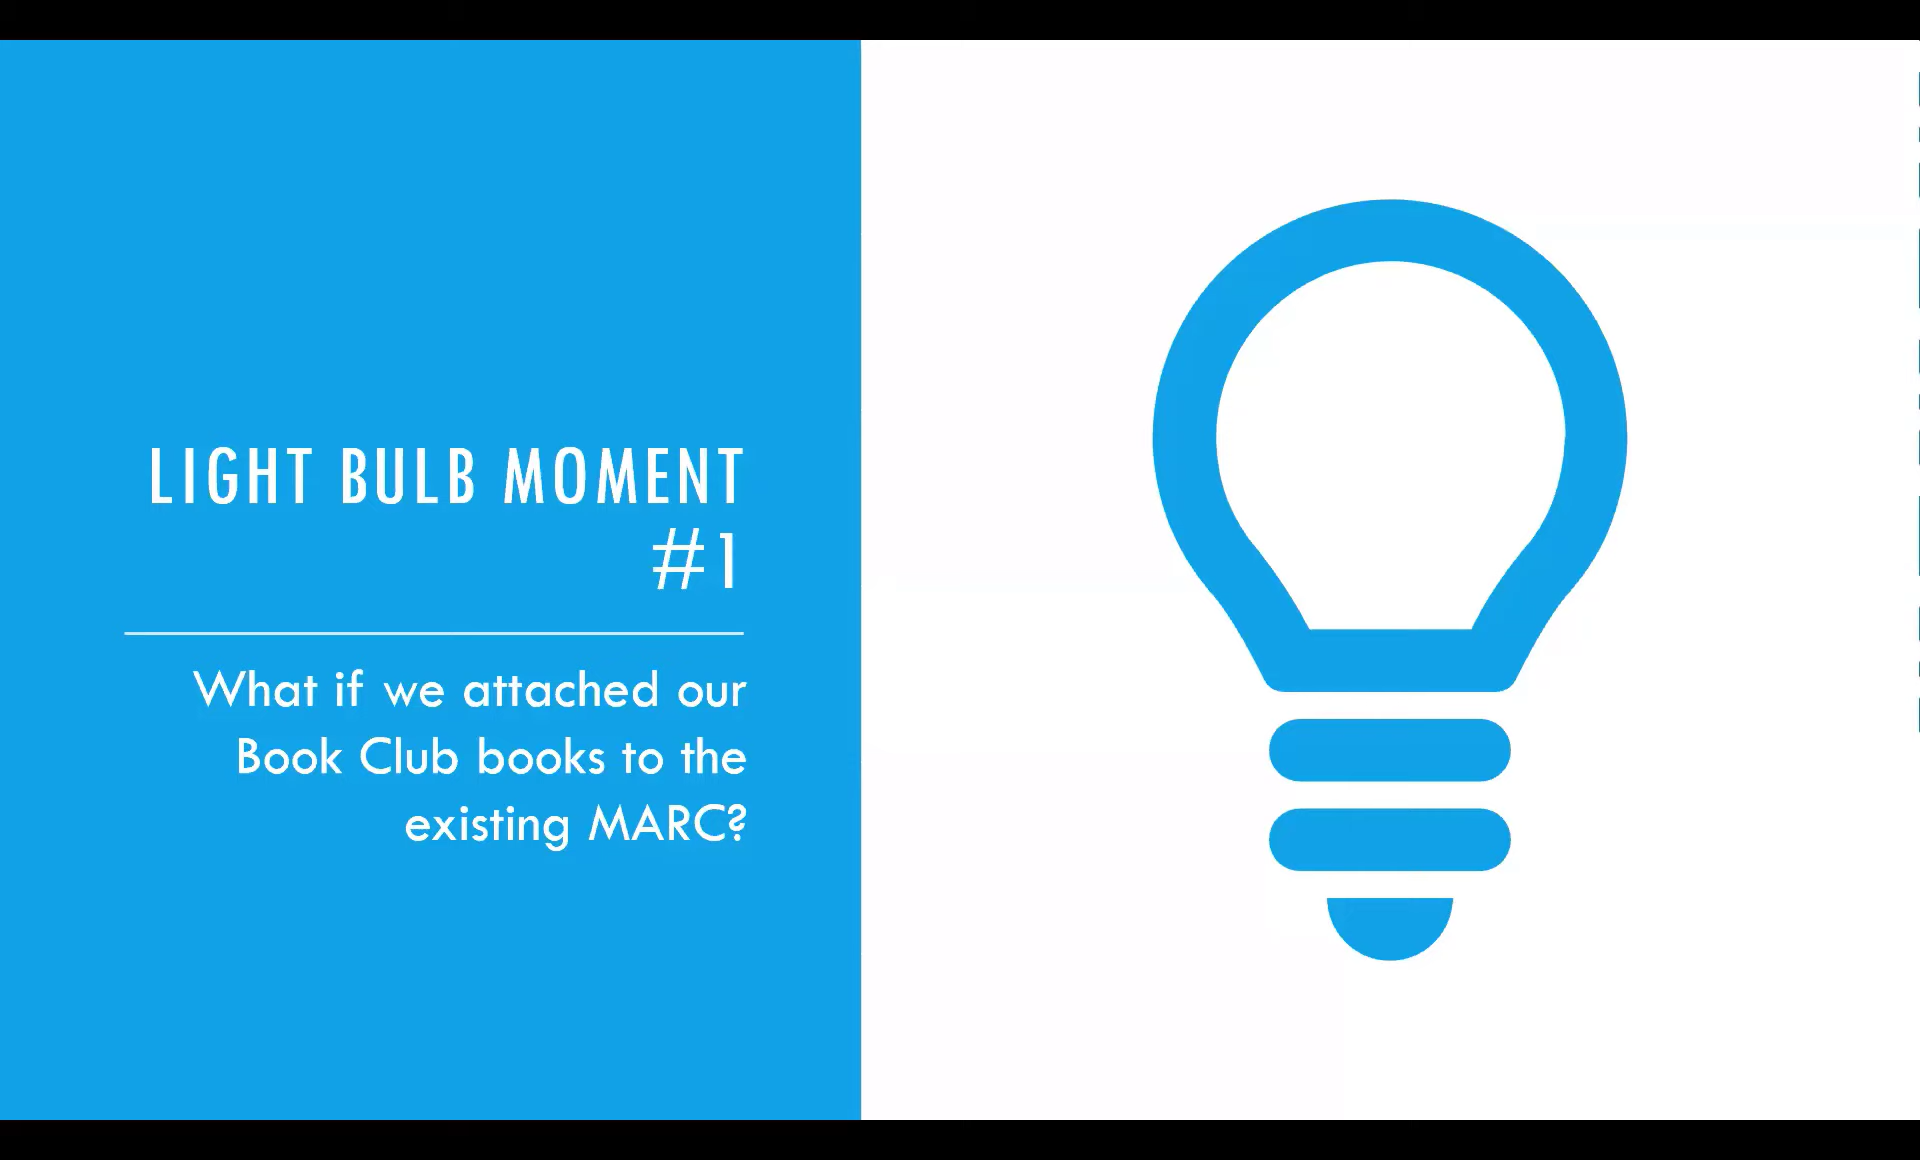 LIGHT BULB MOMENT
#1
What if we attached our
Book Club books to the
existing MARC?